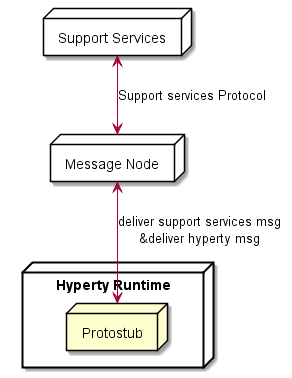 Support Services
Support services Protocol
Message Node
deliver support services msg
&deliver hyperty msg
Hyperty Runtime
Protostub